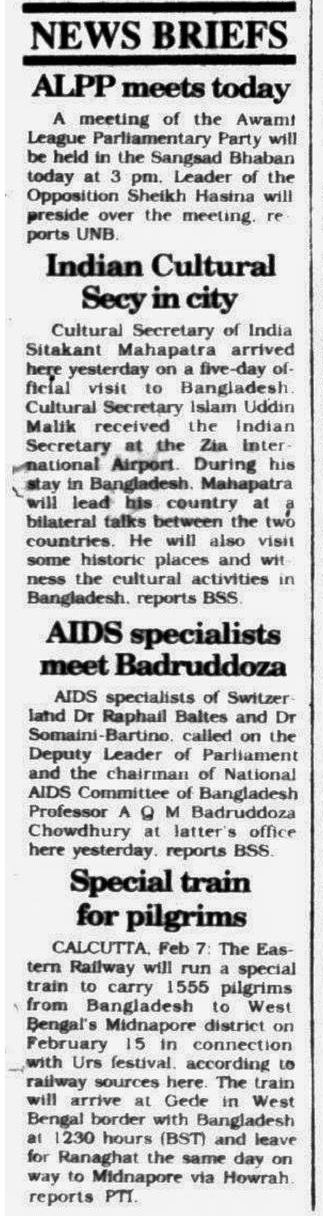 NEWS BRIEFS
ALPP meets today
A meeting of the Awami
League Parliamentary Party will
be held in the Sangsad Bhaban
today at 3 pm. Leader of the
Opposition Sheikh Hasina will
preside over the meeting, re-
ports UNB.
Indian Cultural
Secy in city
Cultural Secretary of India
Sitakant Mahapatra arrived
here yesterday on a five-day of-
ficial visit to Bangladesh.
Cultural Secretary Islam Uddin
Malik received the Indian
Secretary at the Zia Inter-
national Airport. During his
stay in Bangladesh, Mahapatra
will lead his country at a
bilateral talks between the two
countries. He will also visit
some historic places and wit-
ness the cultural activities in
Bangladesh, reports BSS.
AIDS specialists
meet Badruddoza
AIDS specialists of Switzer-
land Dr Raphail Baltes and Dr
Somaini-Bartino, called on the
Deputy Leader of Parliament
and the chairman of National
AIDS Committee of Bangladesh
Professor A Q M Badruddoza
Chowdhury at latter's office
here yesterday, reports BSS.
Special train
for pilgrims
CALCUTTA, Feb 7: The Eas-
tern Railway will run a special
train to carry 1555 pilgrims
from Bangladesh to West
Bengal's Midnapore district on
February 15 in connection
with Urs festival, according to
railway sources here. The train
will arrive at Gede in West
Bengal border with Bangladesh
at 1230 hours (BST) and leave
for Ranaghat the same day on
way to Midnapore via Howrah,
reports PTI.